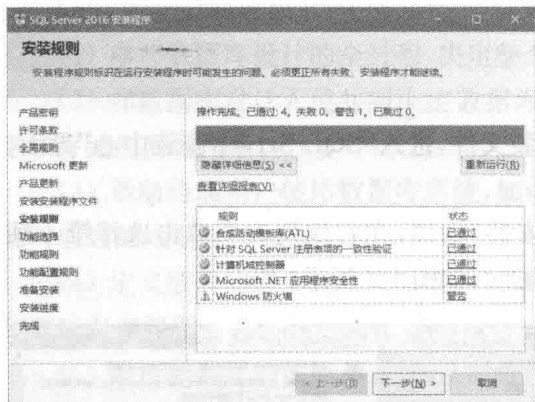 SQL Server 2016 安装程序
安装规则
安装程序规则标识在运行安装程序时可能发生的问题。必须更正所有失败，安装程序才能继续。
产品密钥
许可条款
全局规则
Microsoft 更新
产品更新
安装安装程序文件
安装规则
功能选择
功能规则
功能配置规则
准备安装
安装进度
完成
操作完成。已通过: 4。失败 0。警告 1。已跳过 0。
隐藏详细信息(S) <<
重新运行(R)
查看详细报表(V)
规则
状态
合成活动模板库(ATL)
已通过
针对 SQL Server 注册表项的一致性验证
已通过
计算机域控制器
已通过
Microsoft .NET 应用程序安全性
已通过
Windows 防火墙
警告
< 上一步(B)
下一步(N) >
取消